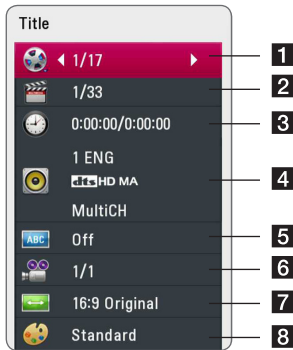 Title
1/17 1
1/33 2
0:00:00/0:00:00 3
1 ENG
dts HD MA 4
MultiCH
ABC Off 5
1/1 6
16:9 Original 7
Standard 8